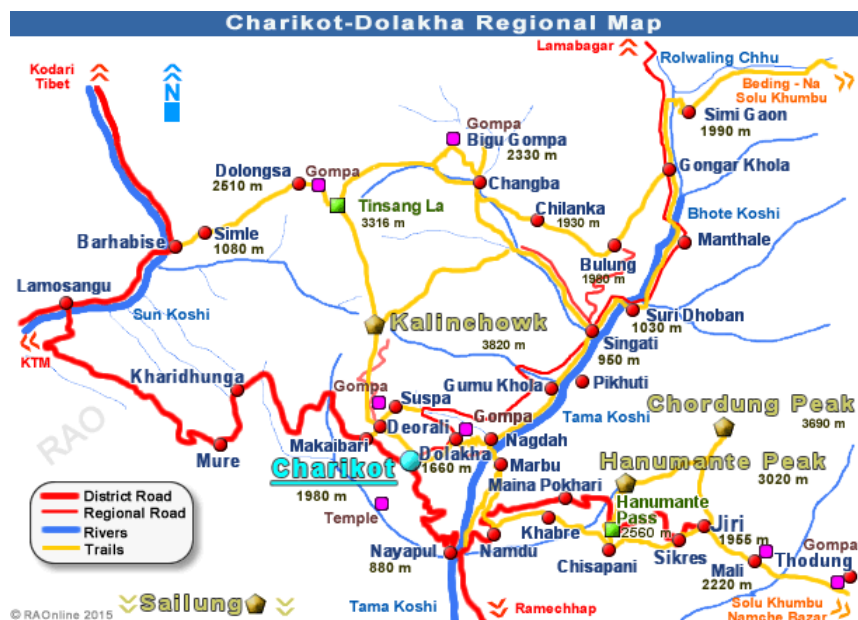 Charikot-Dolakha Regional Map
Kodari
Tibet
N
Lamabagar
Rolwaling Chhu
Beding - Na
Solu Khumbu
Simi Gaon
1990 m
Gompa
Bigu Gompa
2330 m
Dolongsa
2510 m
Gompa
Changba
Gongar Khola
Tinsang La
3316 m
Chilanka
1930 m
Bhote Koshi
Simle
1080 m
Barhabise
Manthale
Bulung
1980 m
Lamosangu
Sun Koshi
Kalinchowk
3820 m
Suri Dhoban
1030 m
Singati
950 m
KTM
Kharidhunga
Gompa
Suspa
Gumu Khola
Pikhuti
Chordung Peak
3690 m
RAO
Gompa
Tama Koshi
Deorali
Makaibari
Mure
Dolakha
1660 m
Nagdah
Marbu
Charikot
1980 m
Hanumante Peak
3020 m
Maina Pokhari
Hanumante
Pass
2560 m
Temple
District Road
Regional Road
Rivers
Trails
Jiri
1955 m
Khabre
Namdu
Nayapul
880 m
Chisapani
Sikres
Gompa
Thodung
Mali
2220 m
Sailung
Tama Koshi
Ramechhap
Solu Khumbu
Namche Bazar
© RAOnline 2015